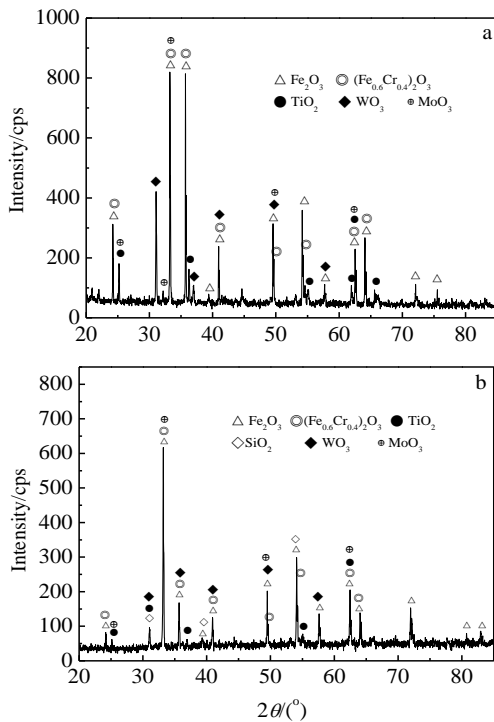 a
1000
800
600
400
200
0
Intensity/cps
Fe₂O₃ (Fe₀.₆Cr₀.₄)₂O₃
TiO₂ WO₃ MoO₃
20 30 40 50 60 70 80
b
800
700
600
500
400
300
200
100
0
Intensity/cps
Fe₂O₃ (Fe₀.₆Cr₀.₄)₂O₃ TiO₂
SiO₂ WO₃ MoO₃
20 30 40 50 60 70 80
2θ/(°)